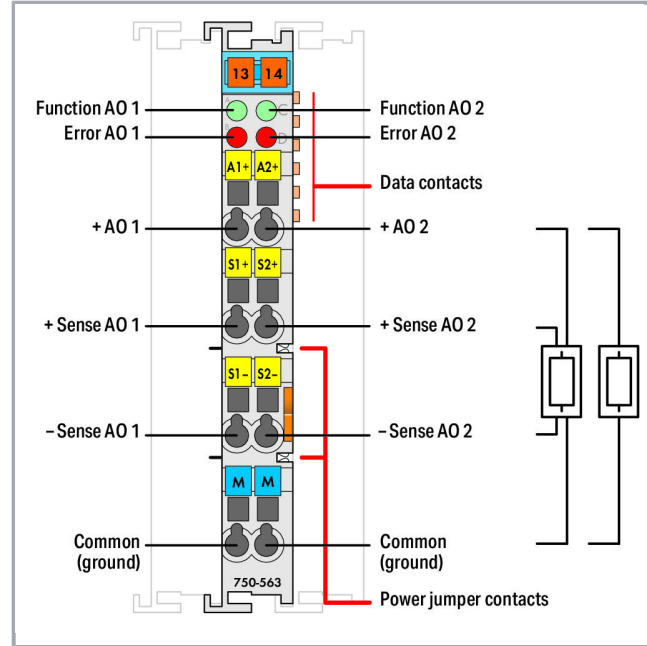 13 14
Function AO 1
A
C
Function AO 2
Error AO 1
B
D
Error AO 2
A1+ A2+
Data contacts
+ AO 1
+ AO 2
S1+ S2+
+ Sense AO 1
+ Sense AO 2
S1– S2–
– Sense AO 1
– Sense AO 2
M M
Common
(ground)
Common
(ground)
750-563
Power jumper contacts